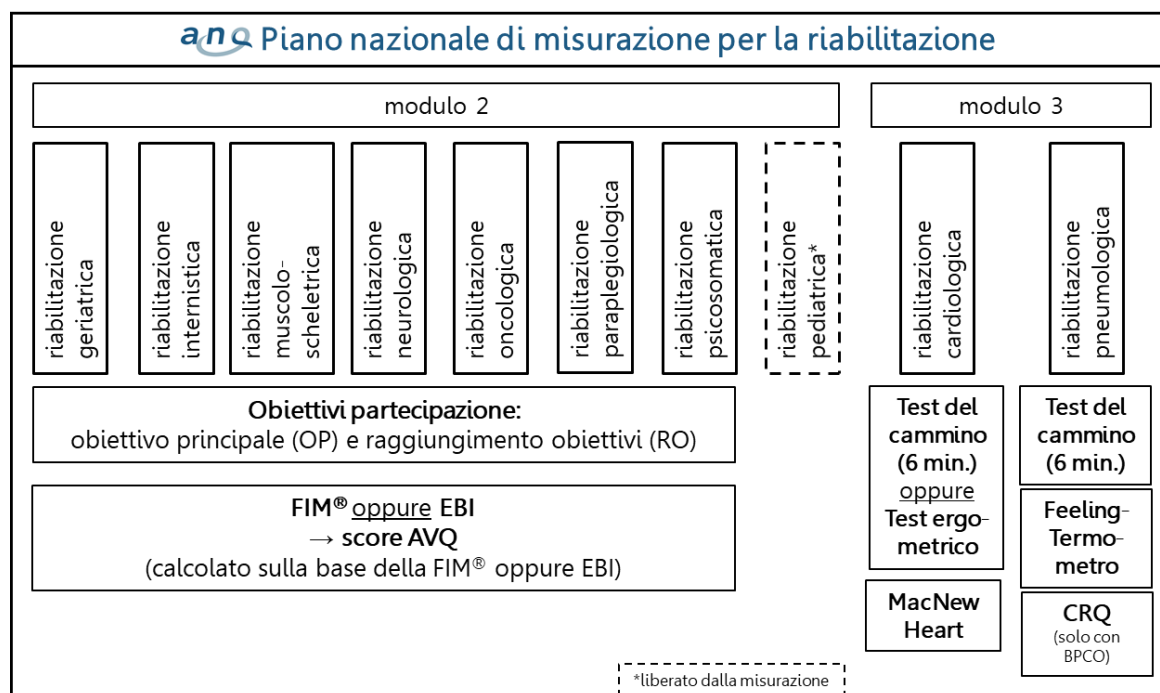 anq Piano nazionale di misurazione per la riabilitazione
modulo 2
modulo 3
riabilitazione
geriatrica
riabilitazione
internistica
riabilitazione
muscolo-
scheletrica
riabilitazione
neurologica
riabilitazione
oncologica
riabilitazione
paraplegiologica
riabilitazione
psicosomatica
riabilitazione
pediatrica*
riabilitazione
cardiologica
riabilitazione
pneumologica
Obiettivi partecipazione:
obiettivo principale (OP) e raggiungimento obiettivi (RO)
FIM® oppure EBI
→ score AVQ
(calcolato sulla base della FIM® oppure EBI)
Test del
cammino
(6 min.)
oppure
Test ergo-
metrico
MacNew
Heart
Test del
cammino
(6 min.)
Feeling-
Termo-
metro
CRQ
(solo con
BPCO)
*liberato dalla misurazione